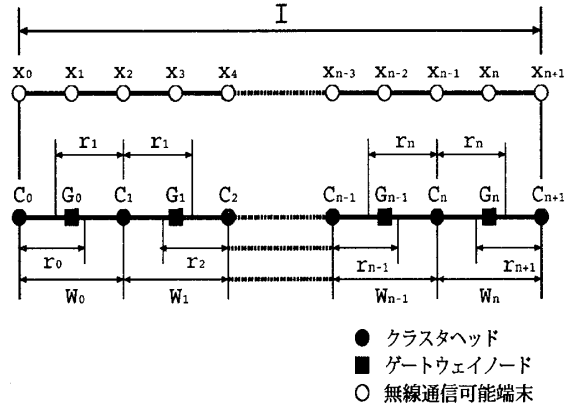 I
X₀ X₁ X₂ X₃ X₄ Xₙ₋₃ Xₙ₋₂ Xₙ₋₁ Xₙ Xₙ₊₁
r₁ r₁ rₙ rₙ
C₀ G₀ C₁ G₁ C₂ Cₙ₋₁ Gₙ₋₁ Cₙ Gₙ Cₙ₊₁
r₀ r₂ rₙ₋₁ rₙ₊₁
W₀ W₁ Wₙ₋₁ Wₙ
● クラスタヘッド
■ ゲートウェイノード
○ 無線通信可能端末